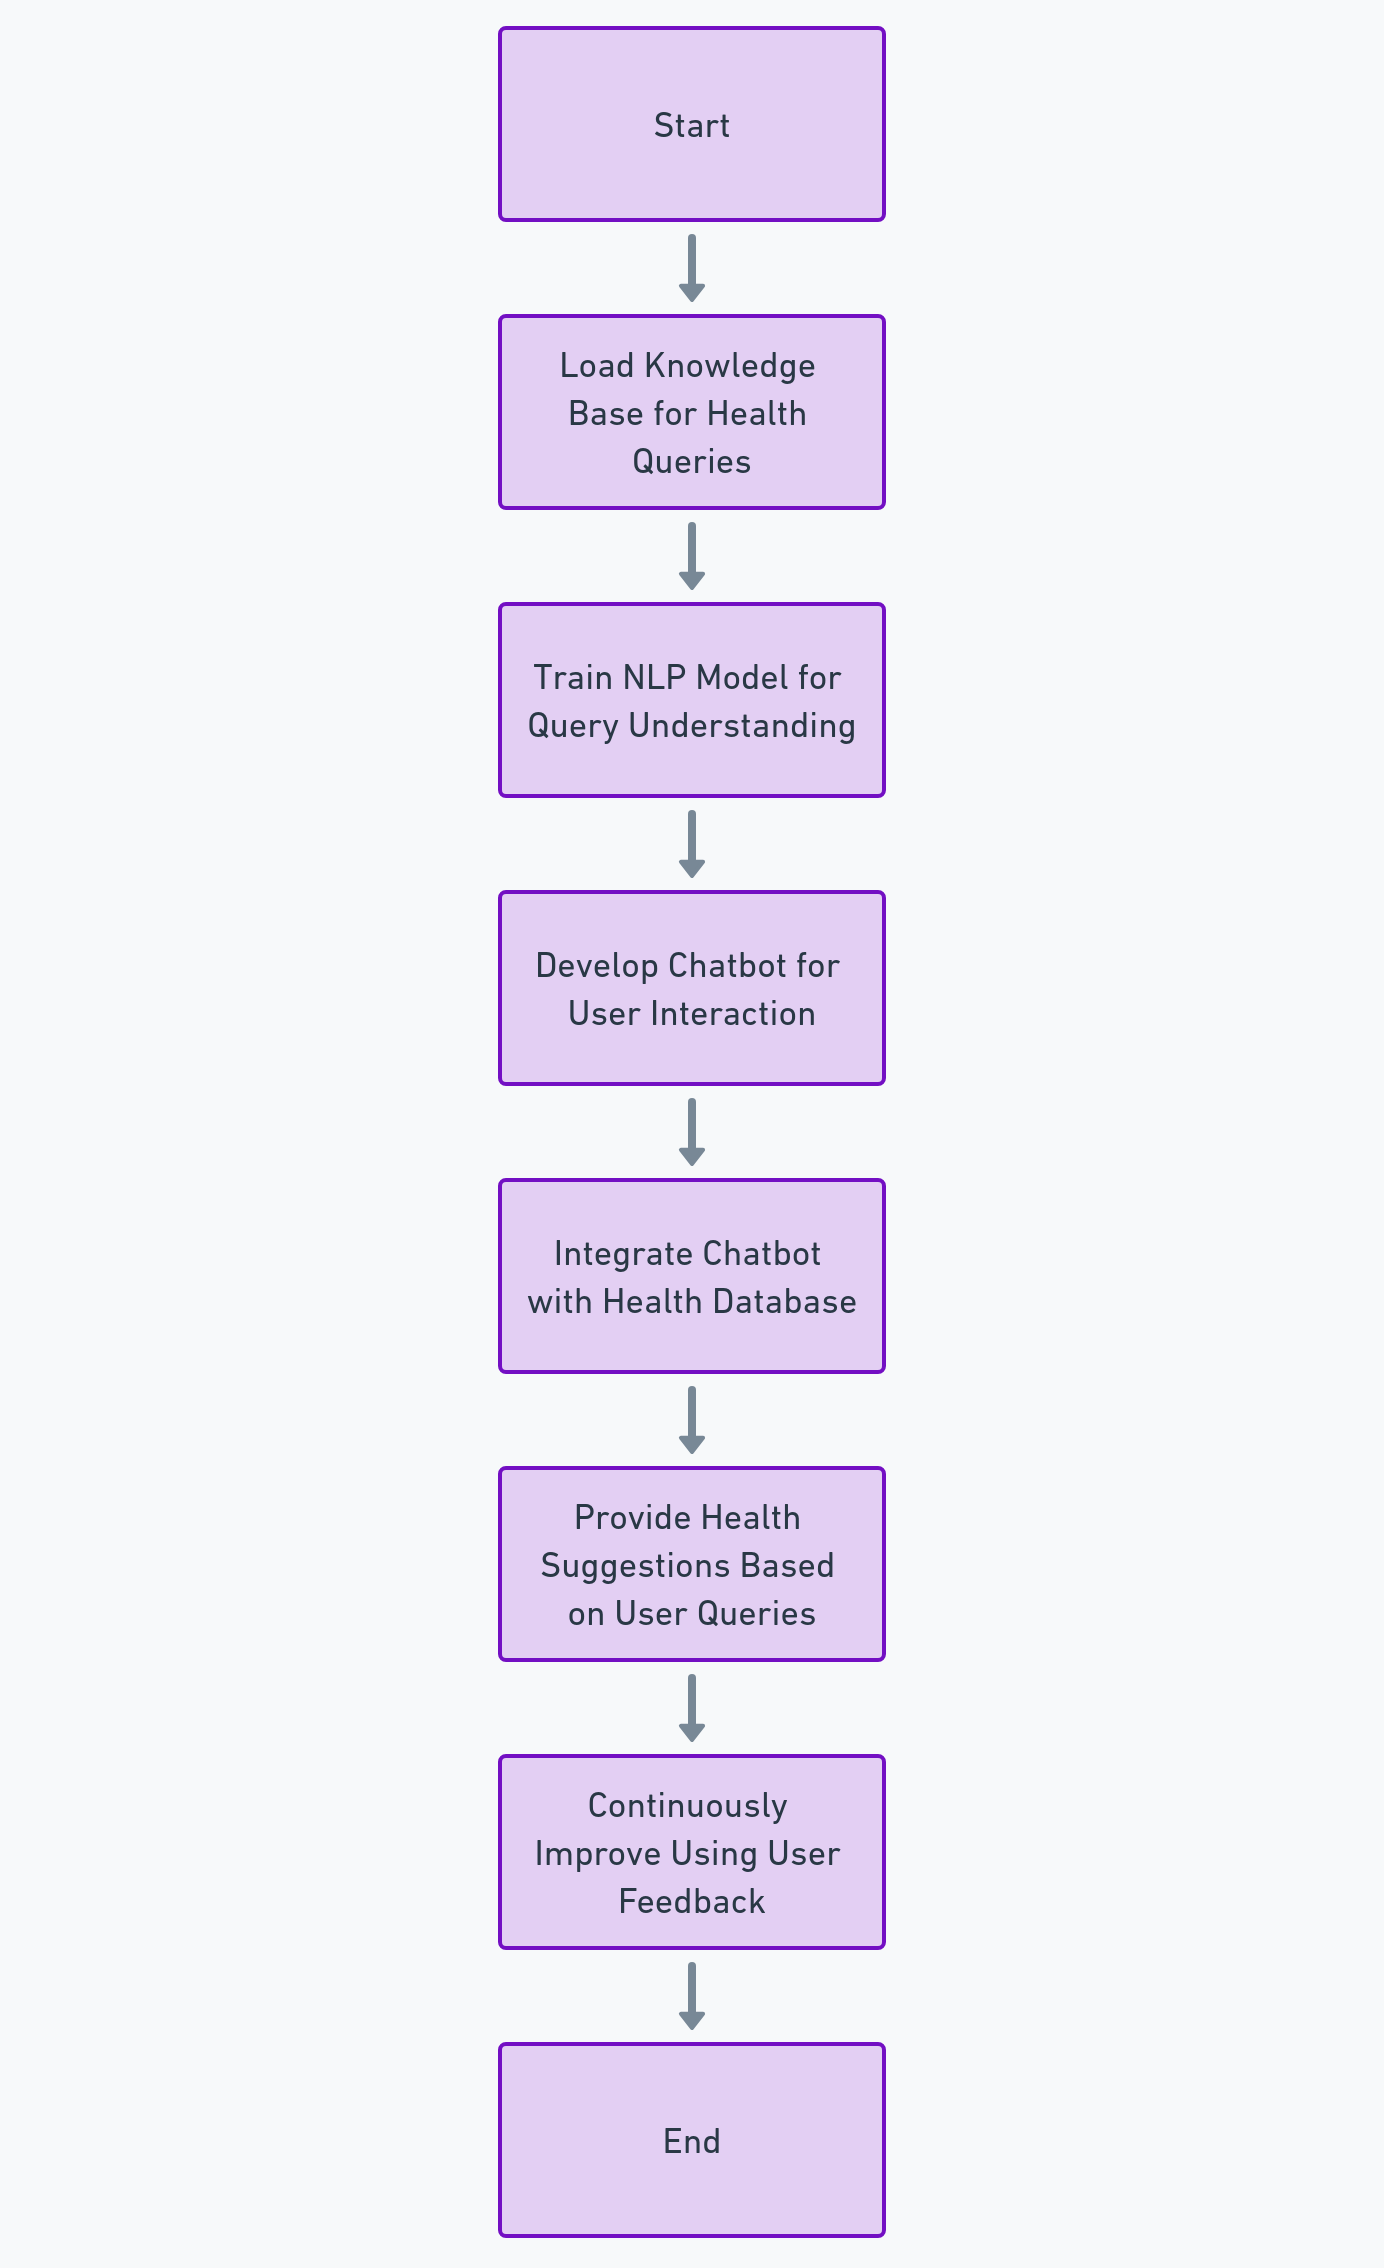 Start
Load Knowledge
Base for Health
Queries
Train NLP Model for
Query Understanding
Develop Chatbot for
User Interaction
Integrate Chatbot
with Health Database
Provide Health
Suggestions Based
on User Queries
Continuously
Improve Using User
Feedback
End